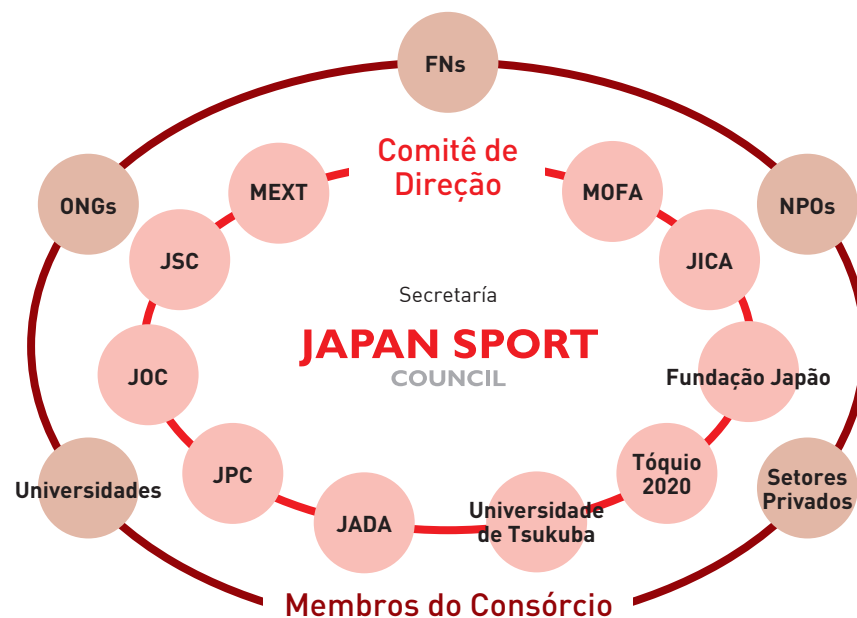 FNs
Comitê de
Direção
MEXT
MOFA
ONGs
NPOs
JSC
JICA
Secretaría
JAPAN SPORT
COUNCIL
JOC
Fundação Japão
JPC
Tóquio
2020
Universidades
Setores
Privados
JADA
Universidade
de Tsukuba
Membros do Consórcio